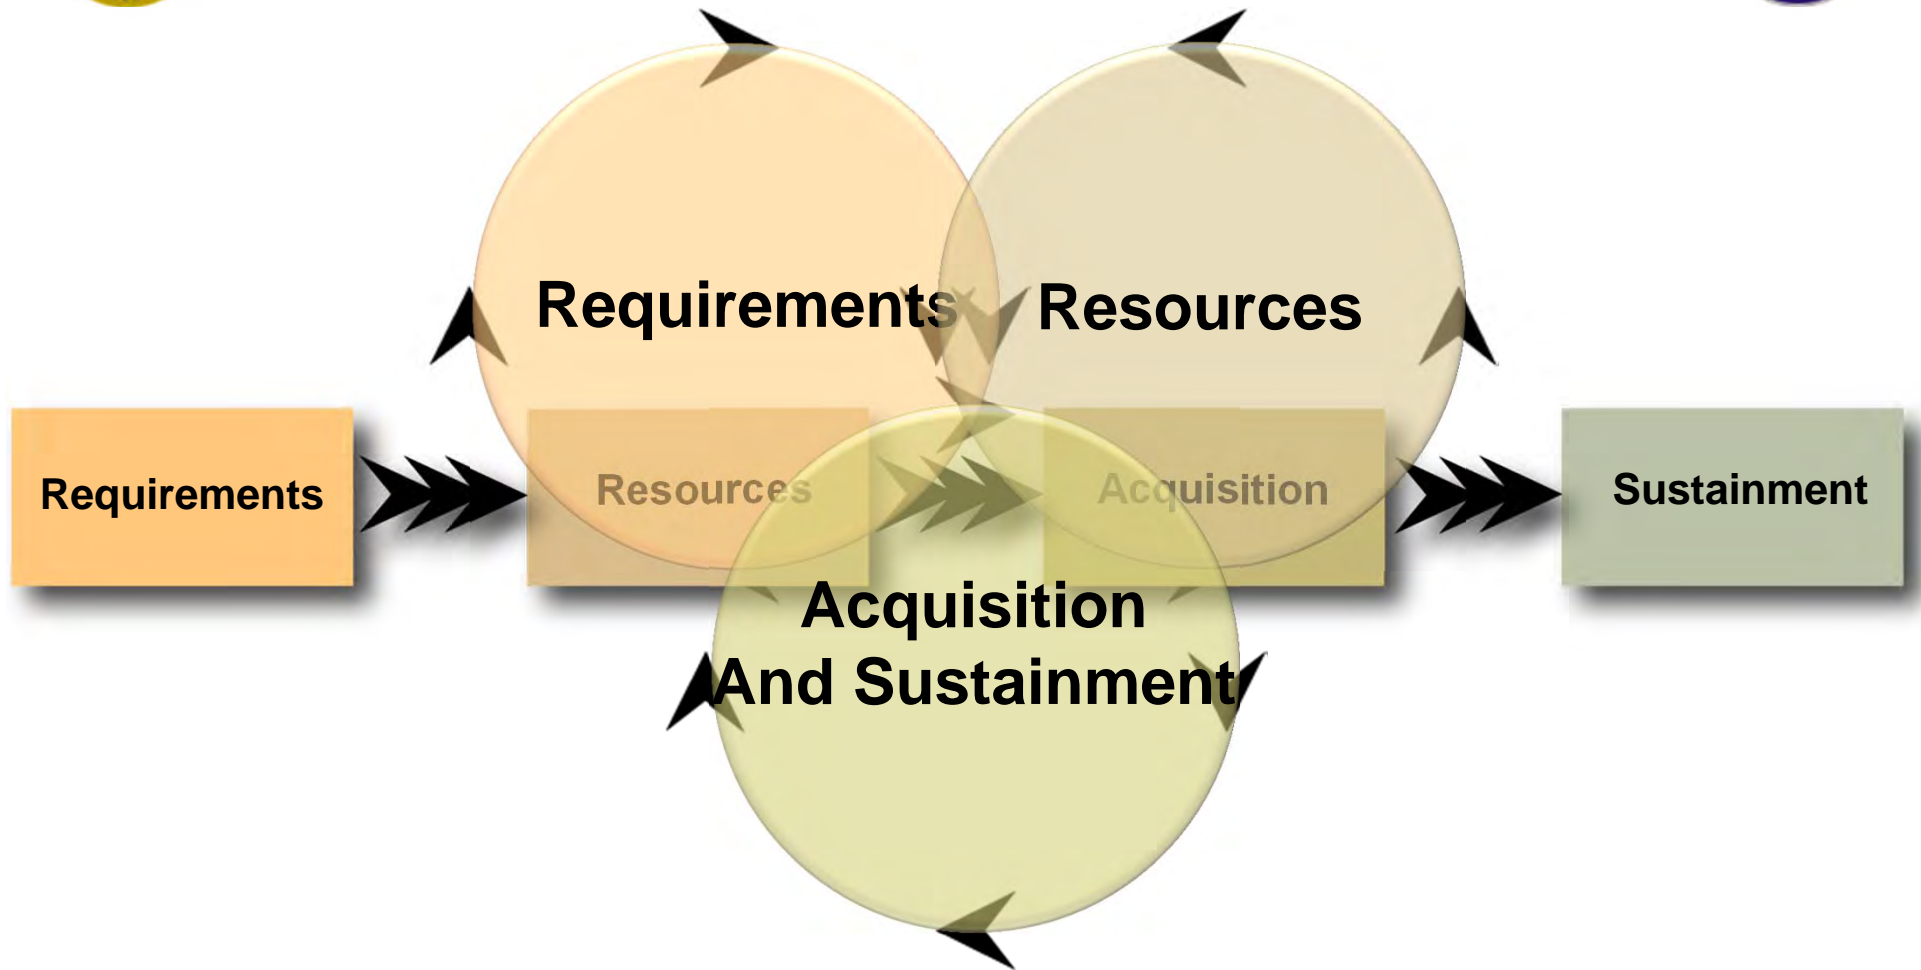 Requirements
Resources
Requirements
Resources
Acquisition
Sustainment
Acquisition
And Sustainment